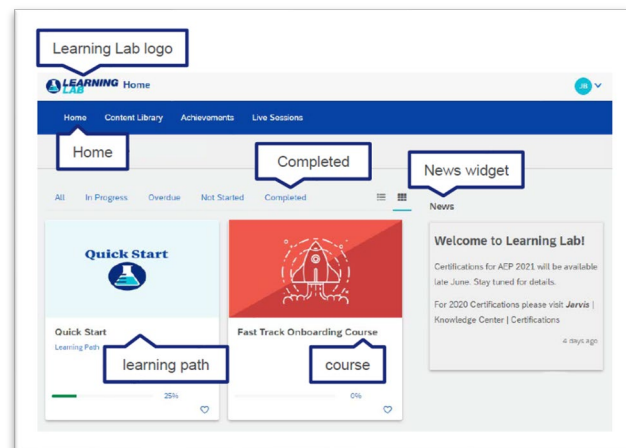 Learning Lab logo
LEARNING LAB Home
JB
Home Content Library Achievements Live Sessions
Home
Completed
News widget
All In Progress Overdue Not Started Completed
News
Quick Start
Welcome to Learning Lab!
Certifications for AEP 2021 will be available
late June. Stay tuned for details.
For 2020 Certifications please visit Jarvis |
Knowledge Center | Certifications
4 days ago
Quick Start
Learning Path
Fast Track Onboarding Course
learning path
course
25%
0%